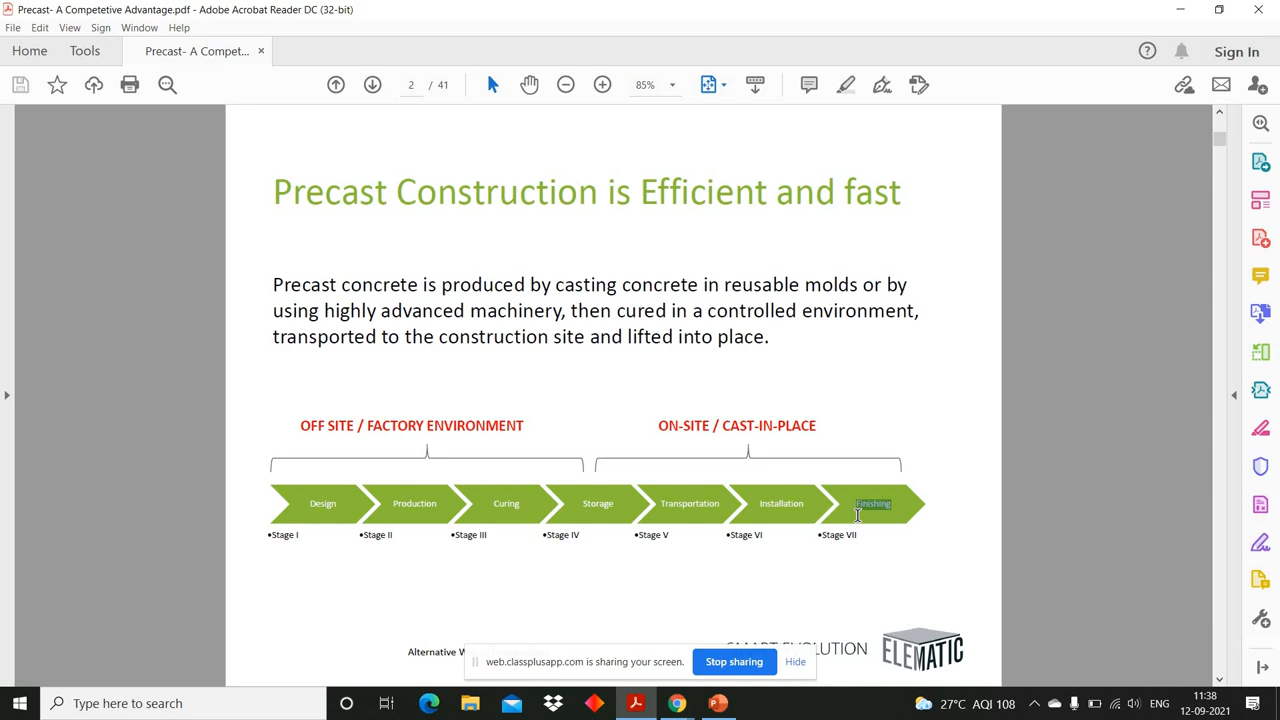 Precast- A Competetive Advantage.pdf - Adobe Acrobat Reader DC (32-bit)
File Edit View Sign Window Help
Home Tools Precast- A Compet... × Sign In
2 / 41 85%
Precast Construction is Efficient and fast
Precast concrete is produced by casting concrete in reusable molds or by
using highly advanced machinery, then cured in a controlled environment,
transported to the construction site and lifted into place.
OFF SITE / FACTORY ENVIRONMENT ON-SITE / CAST-IN-PLACE
Design Production Curing Storage Transportation Installation Finishing
•Stage I •Stage II •Stage III •Stage IV •Stage V •Stage VI •Stage VII
Alternative
ELEMATIC
web.classplusapp.com is sharing your screen. Stop sharing Hide
Type here to search 27°C AQI 108 ENG 11:38
12-09-2021